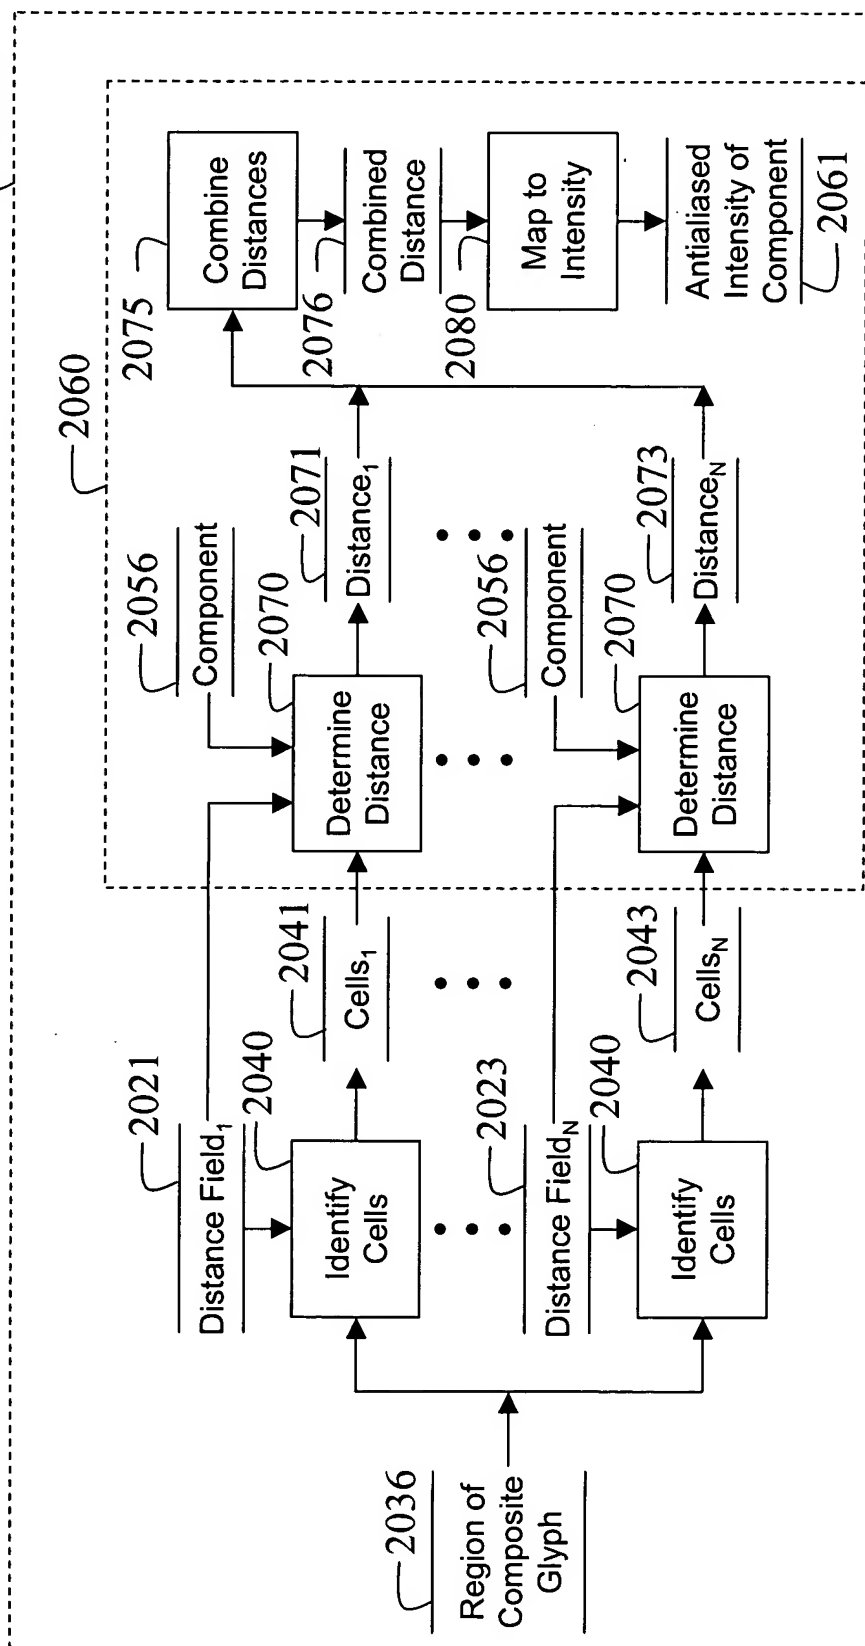 2036
Region of
Composite
Glyph
2021
Distance Field1
2040
Identify
Cells
2041
Cells1
2023
Distance FieldN
2040
Identify
Cells
2043
CellsN
2060
2056
Component
2070
Determine
Distance
2071
Distance1
2056
Component
2070
Determine
Distance
2073
DistanceN
2075
Combine
Distances
2076
Combined
Distance
2080
Map to
Intensity
Antialiased
Intensity of
Component
2061